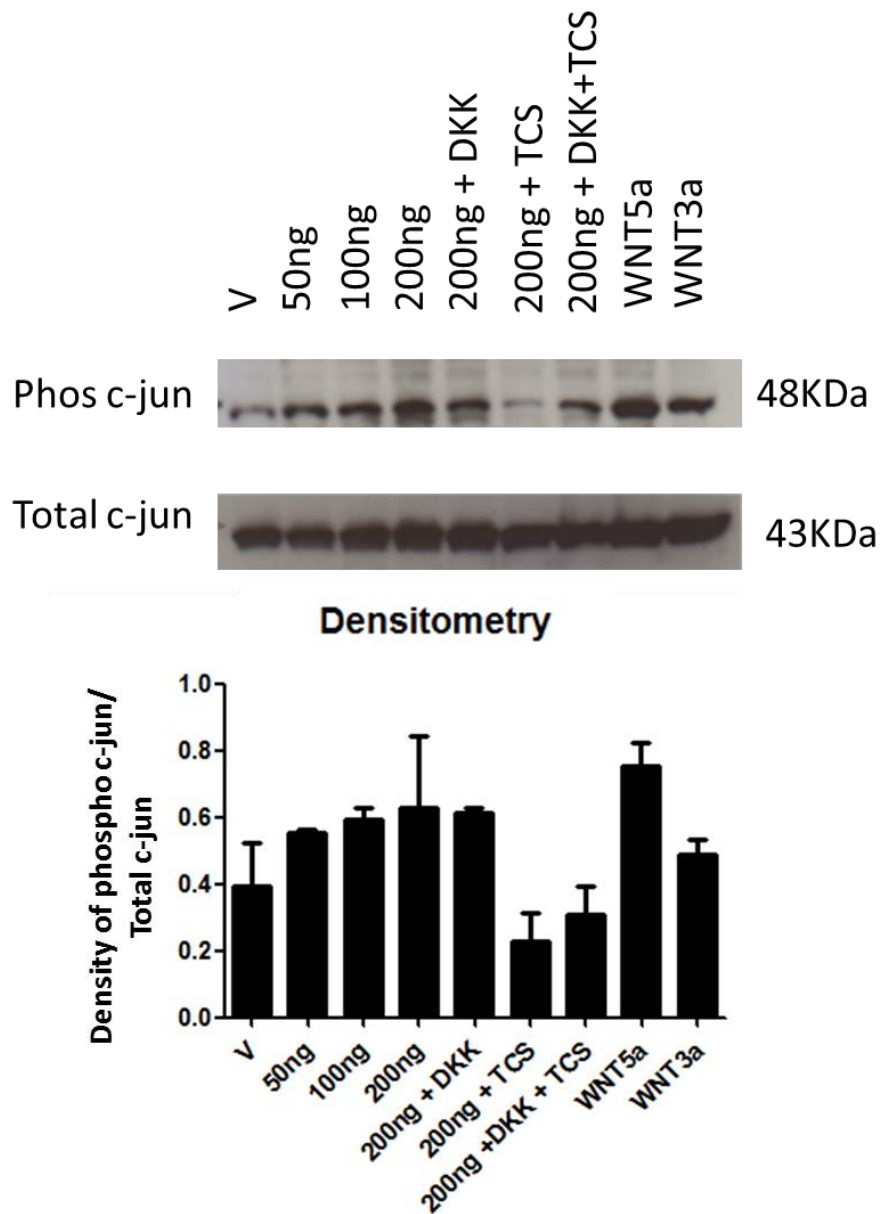 V
50ng
100ng
200ng
200ng + DKK
200ng + TCS
200ng + DKK+TCS
WNT5a
WNT3a
Phos c-jun
48KDa
Total c-jun
43KDa
Densitometry
Density of phospho c-jun/
Total c-jun
1.0
0.8
0.6
0.4
0.2
0.0
V
50ng
100ng
200ng
200ng + DKK
200ng + TCS
200ng +DKK + TCS
WNT5a
WNT3a